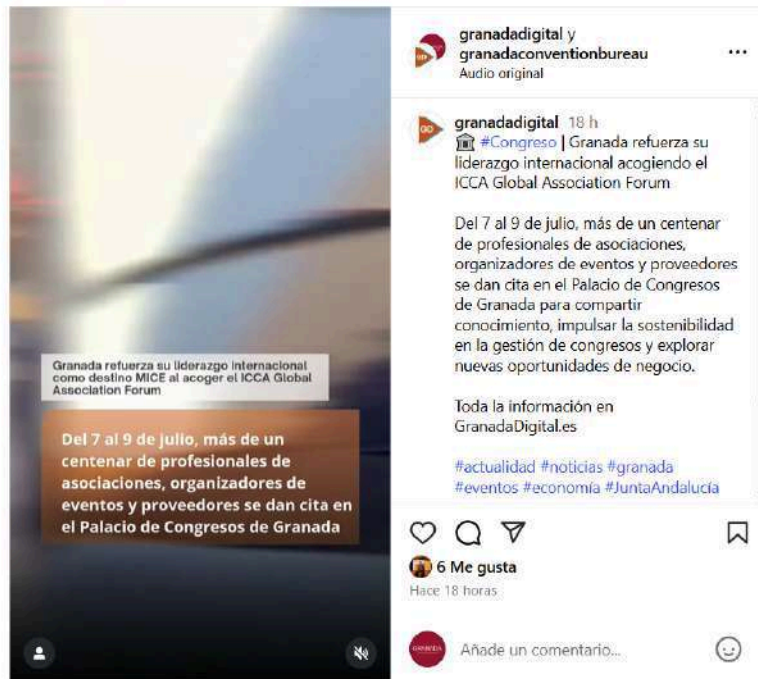 Granada refuerza su liderazgo internacional
como destino MICE al acoger el ICCA Global
Association Forum
Del 7 al 9 de julio, más de un
centenar de profesionales de
asociaciones, organizadores de
eventos y proveedores se dan cita en
el Palacio de Congresos de Granada
granadadigital y
granadaconventionbureau
Audio original
GD
granadadigital 18 h
#Congreso | Granada refuerza su
liderazgo internacional acogiendo el
ICCA Global Association Forum
Del 7 al 9 de julio, más de un centenar
de profesionales de asociaciones,
organizadores de eventos y proveedores
se dan cita en el Palacio de Congresos
de Granada para compartir
conocimiento, impulsar la sostenibilidad
en la gestión de congresos y explorar
nuevas oportunidades de negocio.
Toda la información en
GranadaDigital.es
#actualidad #noticias #granada
#eventos #economía #JuntaAndalucía
6 Me gusta
Hace 18 horas
GRANADA
Añade un comentario...